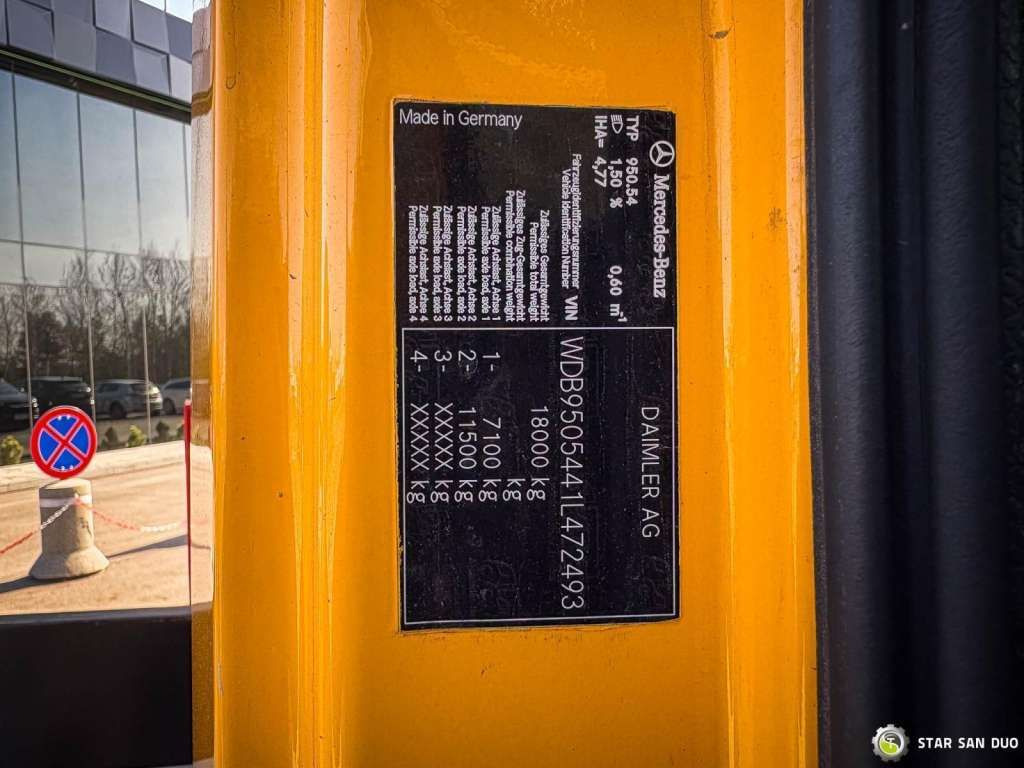 Mercedes-Benz
DAIMLER AG
TYP 950.54
1,50 % 0,60 m⁻¹
IHA= 4,77
Fahrzeugidentifizierungsnummer
Vehicle Identification Number
VIN WDB9505441L472493
Zulässiges Gesamtgewicht
Permissible total weight
18000 kg
Zulässiges Zug-Gesamtgewicht
Permissible combination weight
kg
Zulässige Achslast, Achse 1
Permissible axle load, axle 1
1- 7100 kg
Zulässige Achslast, Achse 2
Permissible axle load, axle 2
2- 11500 kg
Zulässige Achslast, Achse 3
Permissible axle load, axle 3
3- XXXXX kg
Zulässige Achslast, Achse 4
Permissible axle load, axle 4
4- XXXXX kg
Made in Germany
STAR SAN DUO